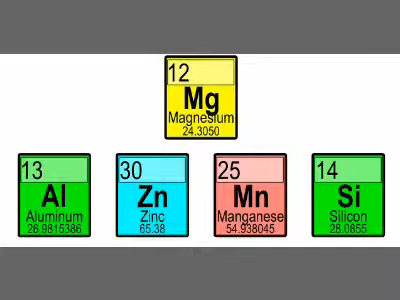 12
Mg
Magnesium
24.3050
13
Al
Aluminum
26.9815386
30
Zn
Zinc
65.38
25
Mn
Manganese
54.938045
14
Si
Silicon
28.0855